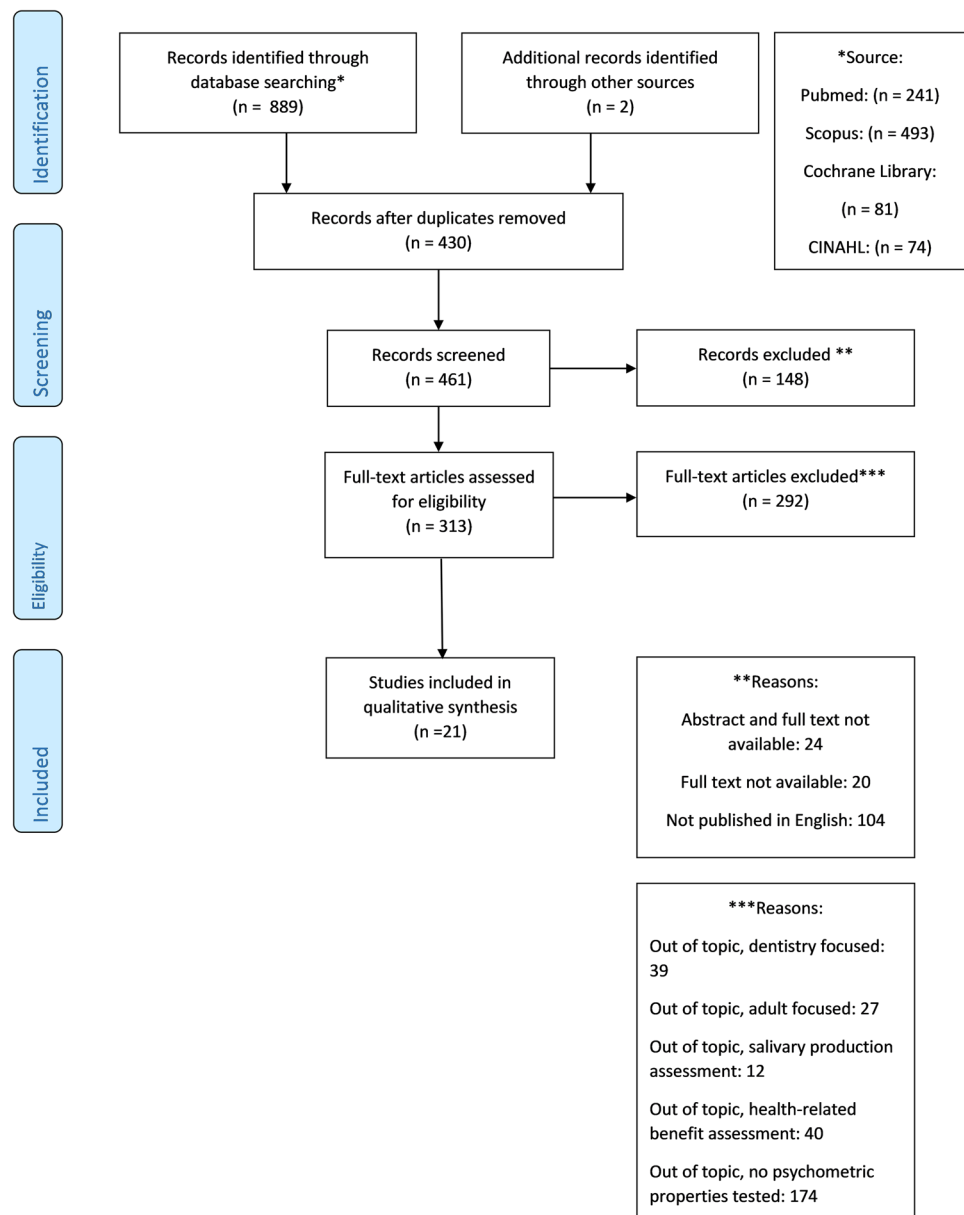 Identification
Records identified through
database searching*
(n = 889)
Additional records identified
through other sources
(n = 2)
*Source:
Pubmed: (n = 241)
Scopus: (n = 493)
Cochrane Library:
(n = 81)
CINAHL: (n = 74)
Records after duplicates removed
(n = 430)
Screening
Records screened
(n = 461)
Records excluded **
(n = 148)
Eligibility
Full-text articles assessed
for eligibility
(n = 313)
Full-text articles excluded***
(n = 292)
Included
Studies included in
qualitative synthesis
(n =21)
**Reasons:
Abstract and full text not
available: 24
Full text not available: 20
Not published in English: 104
***Reasons:
Out of topic, dentistry focused:
39
Out of topic, adult focused: 27
Out of topic, salivary production
assessment: 12
Out of topic, health-related
benefit assessment: 40
Out of topic, no psychometric
properties tested: 174